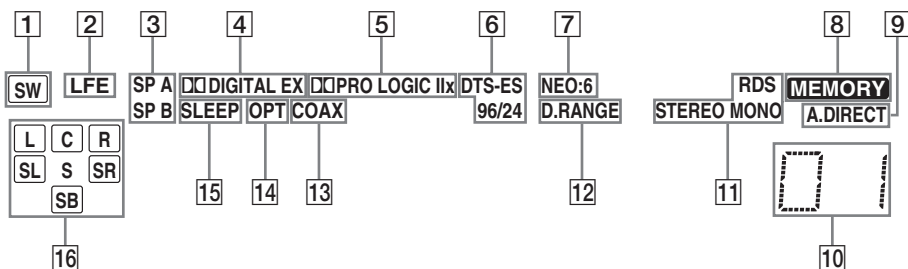 1 2 3 4 5 6 7 8 9
SW LFE SP A DIGITAL EX PRO LOGIC IIx DTS-ES NEO:6 RDS MEMORY
SP B SLEEP OPT COAX 96/24 D.RANGE STEREO MONO A.DIRECT
L C R
SL S SR
SB
01
15 14 13 12 11
16 10